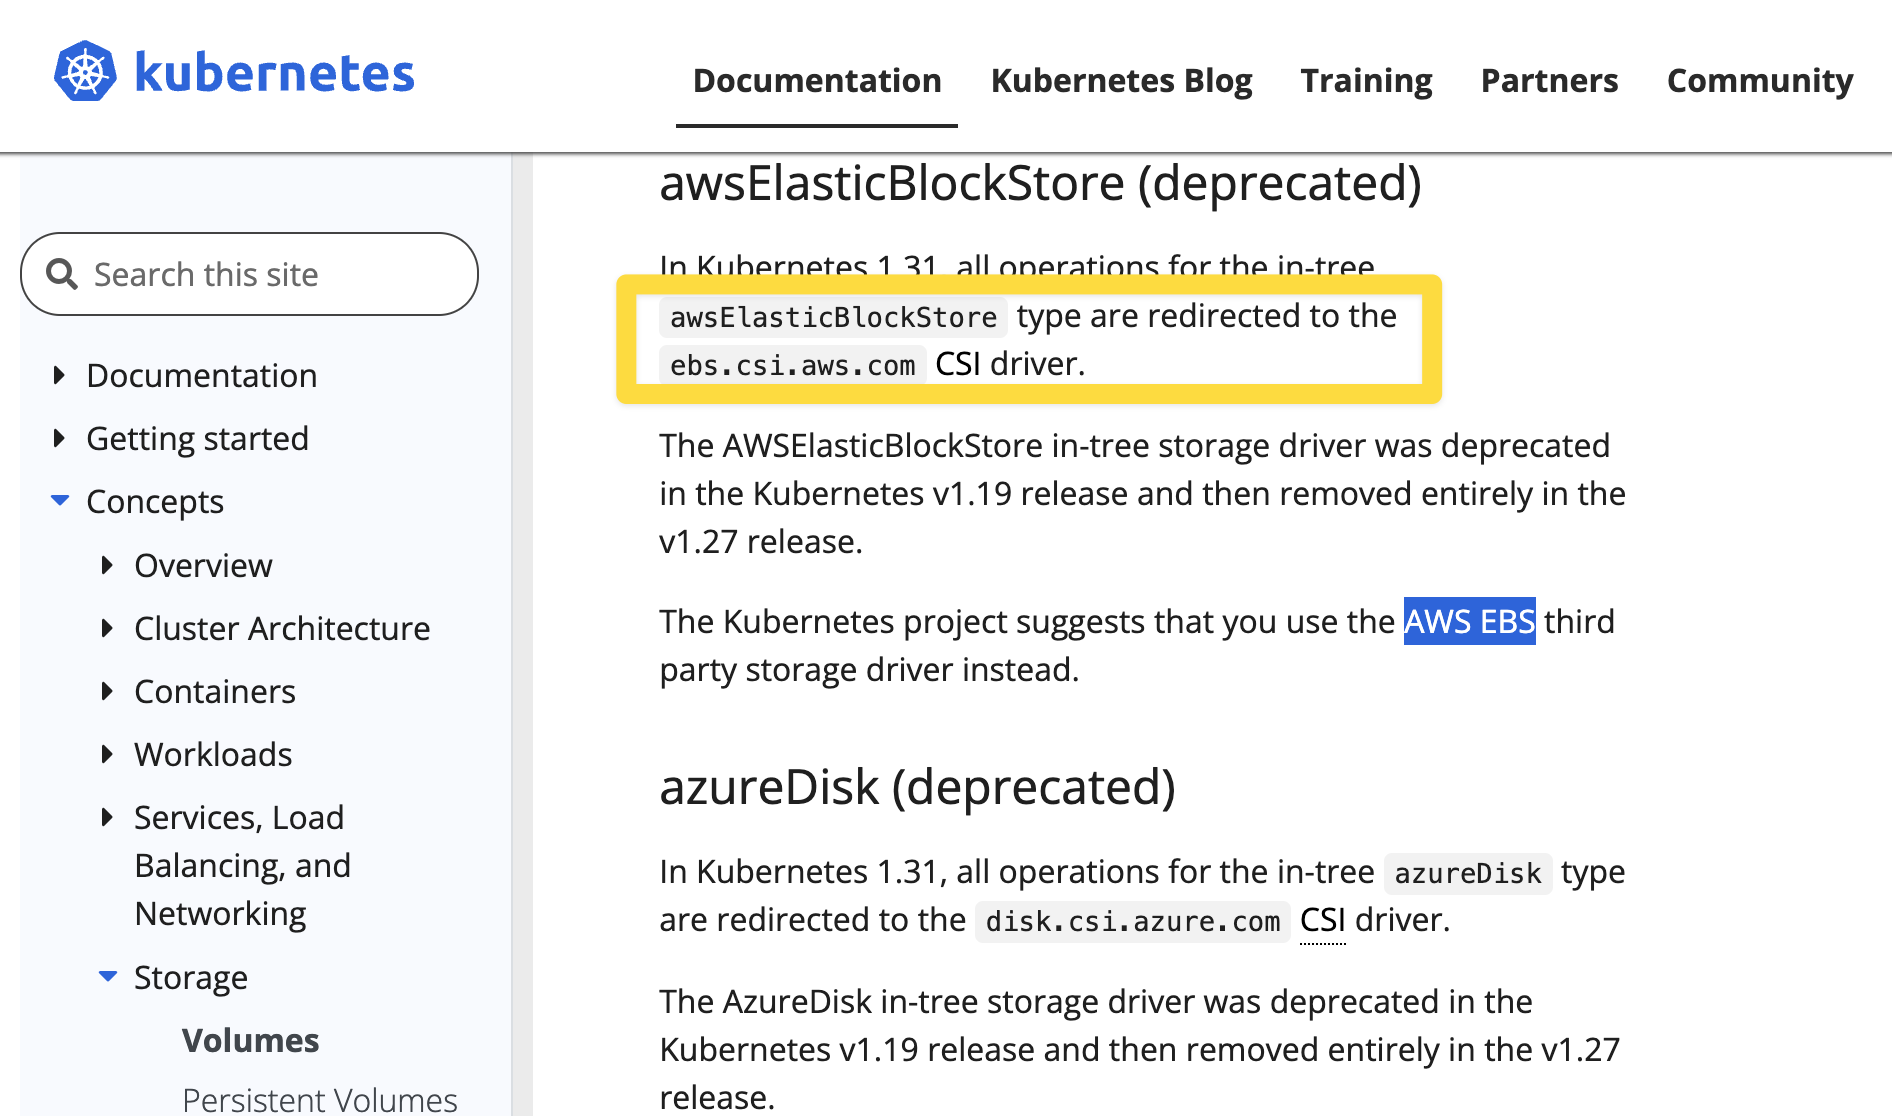 kubernetes
Documentation
Kubernetes Blog
Training
Partners
Community
Search this site
Documentation
Getting started
Concepts
Overview
Cluster Architecture
Containers
Workloads
Services, Load
Balancing, and
Networking
Storage
Volumes
Persistent Volumes
awsElasticBlockStore (deprecated)
In Kubernetes 1.31, all operations for the in-tree
awsElasticBlockStore type are redirected to the
ebs.csi.aws.com CSI driver.
The AWSElasticBlockStore in-tree storage driver was deprecated
in the Kubernetes v1.19 release and then removed entirely in the
v1.27 release.
The Kubernetes project suggests that you use the AWS EBS third
party storage driver instead.
azureDisk (deprecated)
In Kubernetes 1.31, all operations for the in-tree azureDisk type
are redirected to the disk.csi.azure.com CSI driver.
The AzureDisk in-tree storage driver was deprecated in the
Kubernetes v1.19 release and then removed entirely in the v1.27
release.